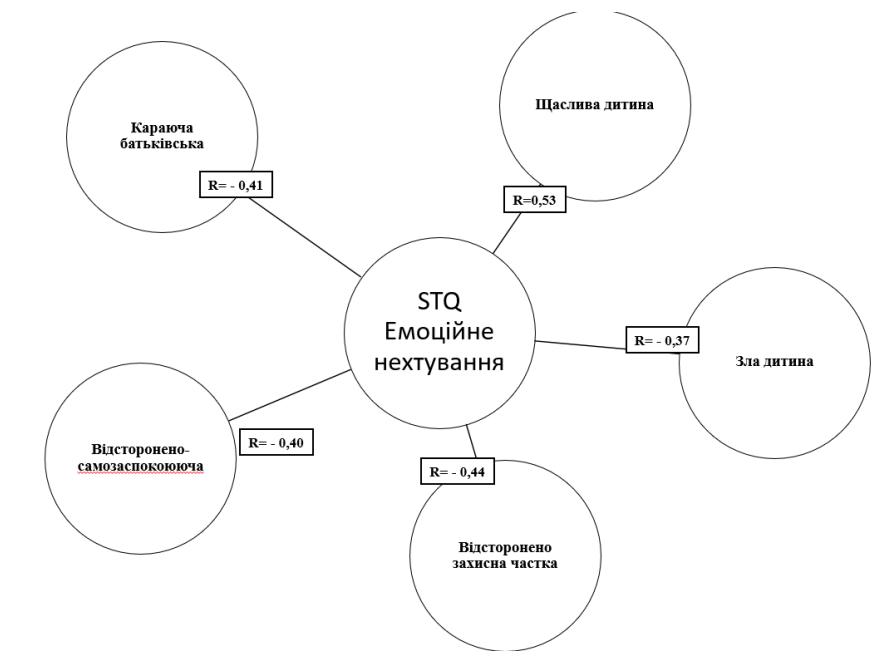 Караюча
батьківська
R= - 0,41
Щаслива дитина
R=0,53
STQ
Емоційне
нехтування
R= - 0,37
Зла дитина
Відсторонено-
самозаспокоююча
R= - 0,40
R= - 0,44
Відсторонено
захисна частка